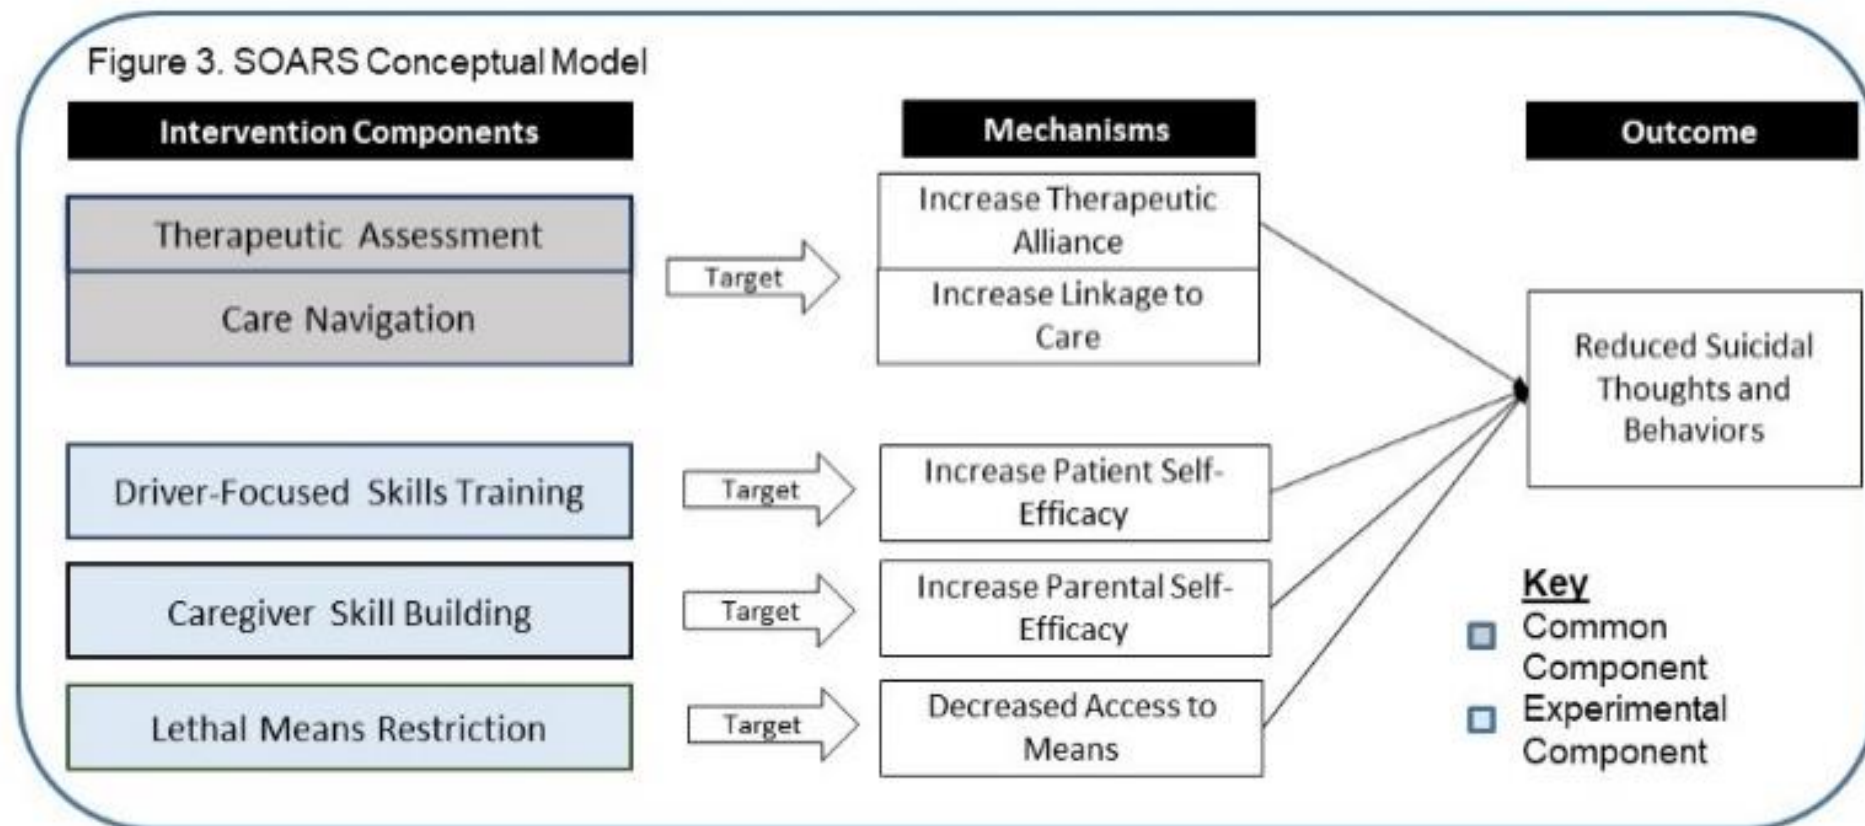 Figure 3. SOARS Conceptual Model
Intervention Components
Mechanisms
Outcome
Therapeutic Assessment
Care Navigation
Target
Increase Therapeutic
Alliance
Increase Linkage to
Care
Driver-Focused Skills Training
Target
Increase Patient Self-
Efficacy
Caregiver Skill Building
Target
Increase Parental Self-
Efficacy
Lethal Means Restriction
Target
Decreased Access to
Means
Reduced Suicidal
Thoughts and
Behaviors
Key
Common
Component
Experimental
Component